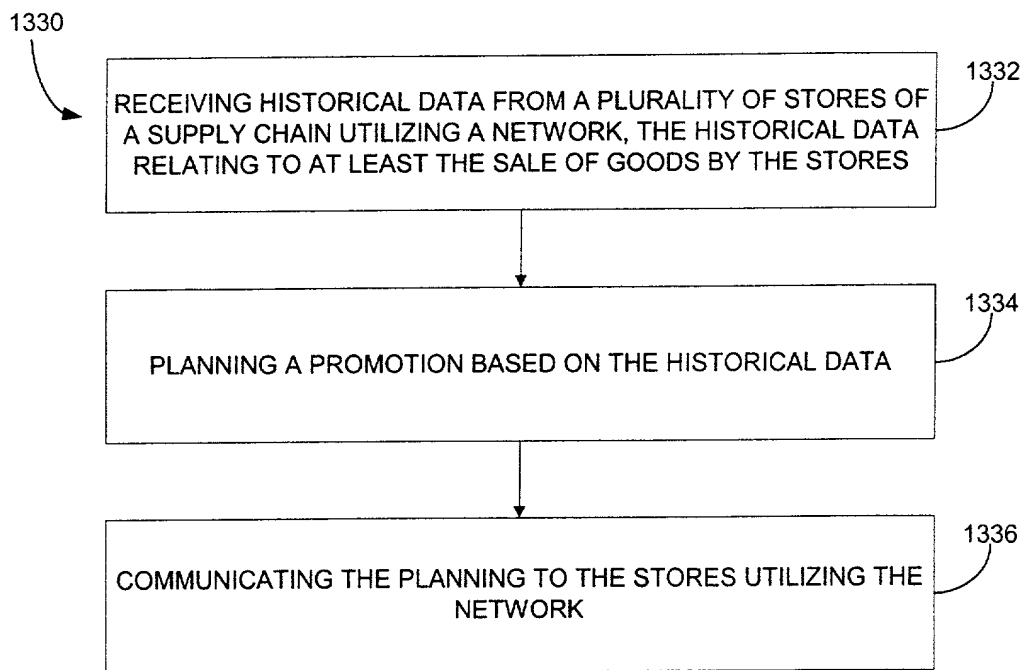 1330
1332
RECEIVING HISTORICAL DATA FROM A PLURALITY OF STORES OF
A SUPPLY CHAIN UTILIZING A NETWORK, THE HISTORICAL DATA
RELATING TO AT LEAST THE SALE OF GOODS BY THE STORES
1334
PLANNING A PROMOTION BASED ON THE HISTORICAL DATA
1336
COMMUNICATING THE PLANNING TO THE STORES UTILIZING THE
NETWORK